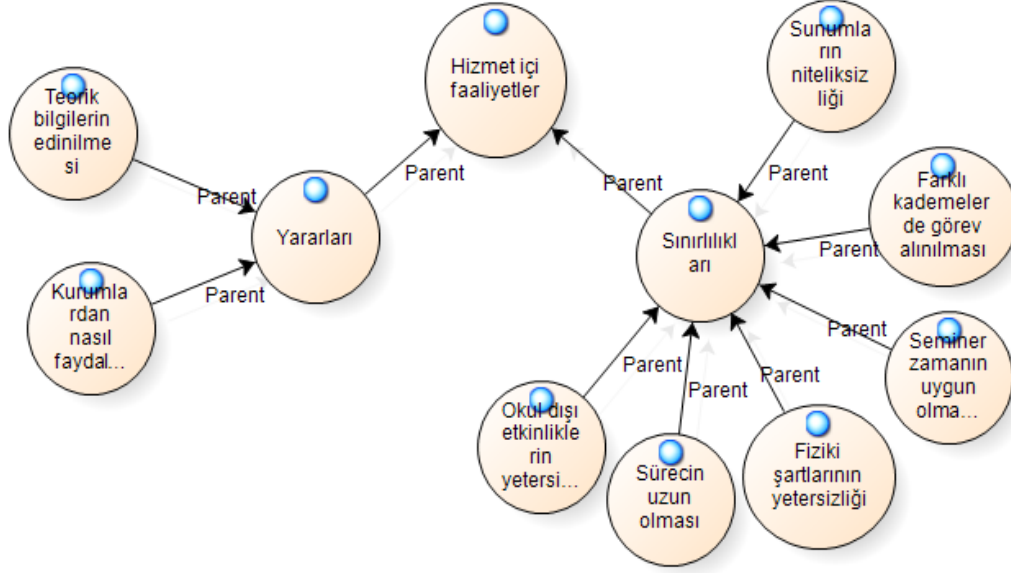 Hizmet içi
faaliyetler
Sunumla
rın
niteliksiz
liği
Teorik
bilgilerin
edinilme
si
Parent
Parent
Parent
Parent
Yararları
Farklı
kademeler
de görev
alınılması
Sınırlılıkl
arı
Parent
Kurumla
rdan
nasıl
faydal...
Parent
Parent
Seminer
zamanın
uygun
olma...
Parent
Parent
Parent
Okul dışı
etkinlikle
rin
yetersi...
Sürecin
uzun
olması
Fiziki
şartlarının
yetersizliği